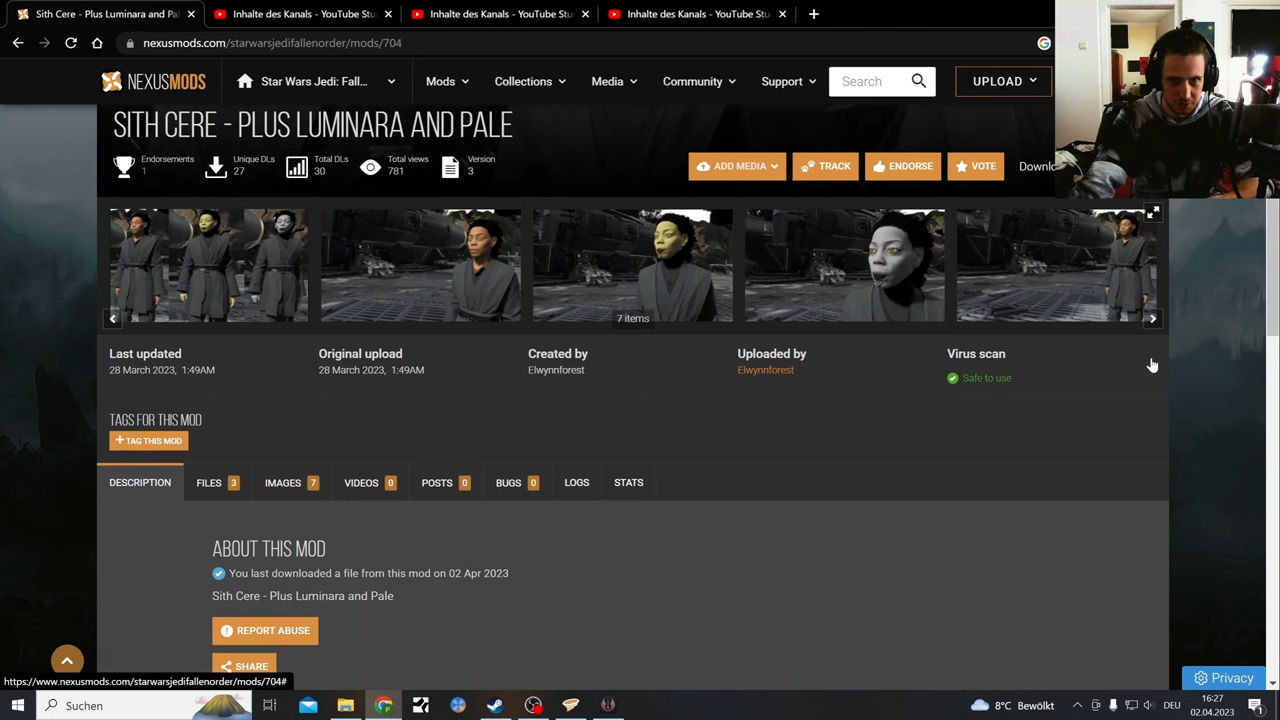 Sith Cere - Plus Luminara and Pal
Inhalte des Kanals - YouTube Stu
Inhalte des Kanals - YouTube Stu
Inhalte des Kanals - YouTube Stu
nexusmods.com/starwarsjedifallenorder/mods/704
NEXUSMODS
Star Wars Jedi: Fall...
Mods
Collections
Media
Community
Support
Search
UPLOAD
SITH CERE - PLUS LUMINARA AND PALE
Endorsements
1
Unique DLs
27
Total DLs
30
Total views
781
Version
3
ADD MEDIA
TRACK
ENDORSE
VOTE
Downlo
7 items
Last updated
28 March 2023, 1:49AM
Original upload
28 March 2023, 1:49AM
Created by
Elwynnforest
Uploaded by
Elwynnforest
Virus scan
Safe to use
TAGS FOR THIS MOD
+ TAG THIS MOD
DESCRIPTION
FILES 3
IMAGES 7
VIDEOS 0
POSTS 0
BUGS 0
LOGS
STATS
ABOUT THIS MOD
You last downloaded a file from this mod on 02 Apr 2023
Sith Cere - Plus Luminara and Pale
REPORT ABUSE
SHARE
Privacy
https://www.nexusmods.com/starwarsjedifallenorder/mods/704#
Suchen
8°C Bewölkt
DEU
16:27
02.04.2023
1